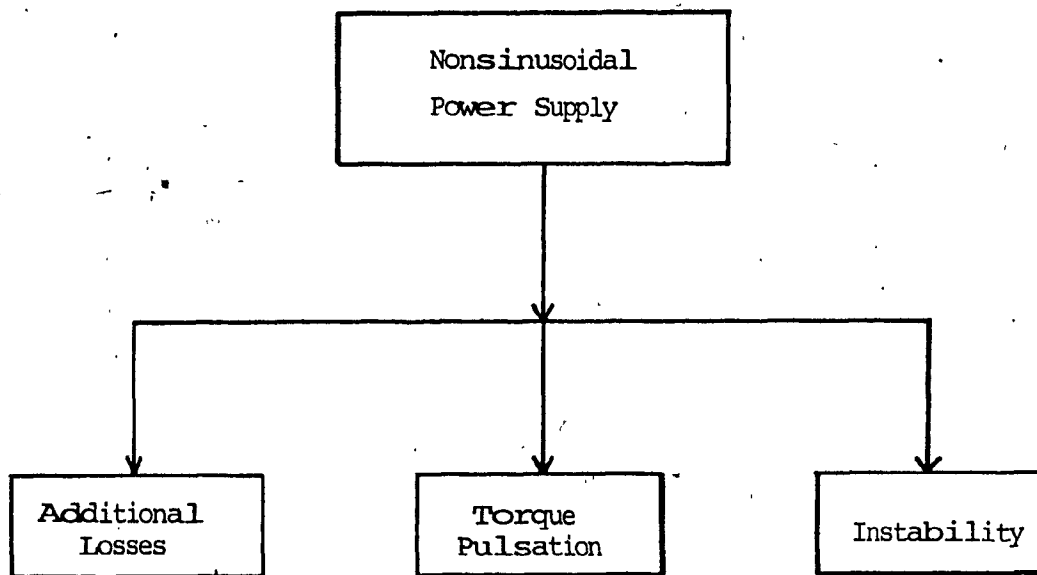 Nonsinusoidal
Power Supply
Additional
Losses
Torque
Pulsation
Instability